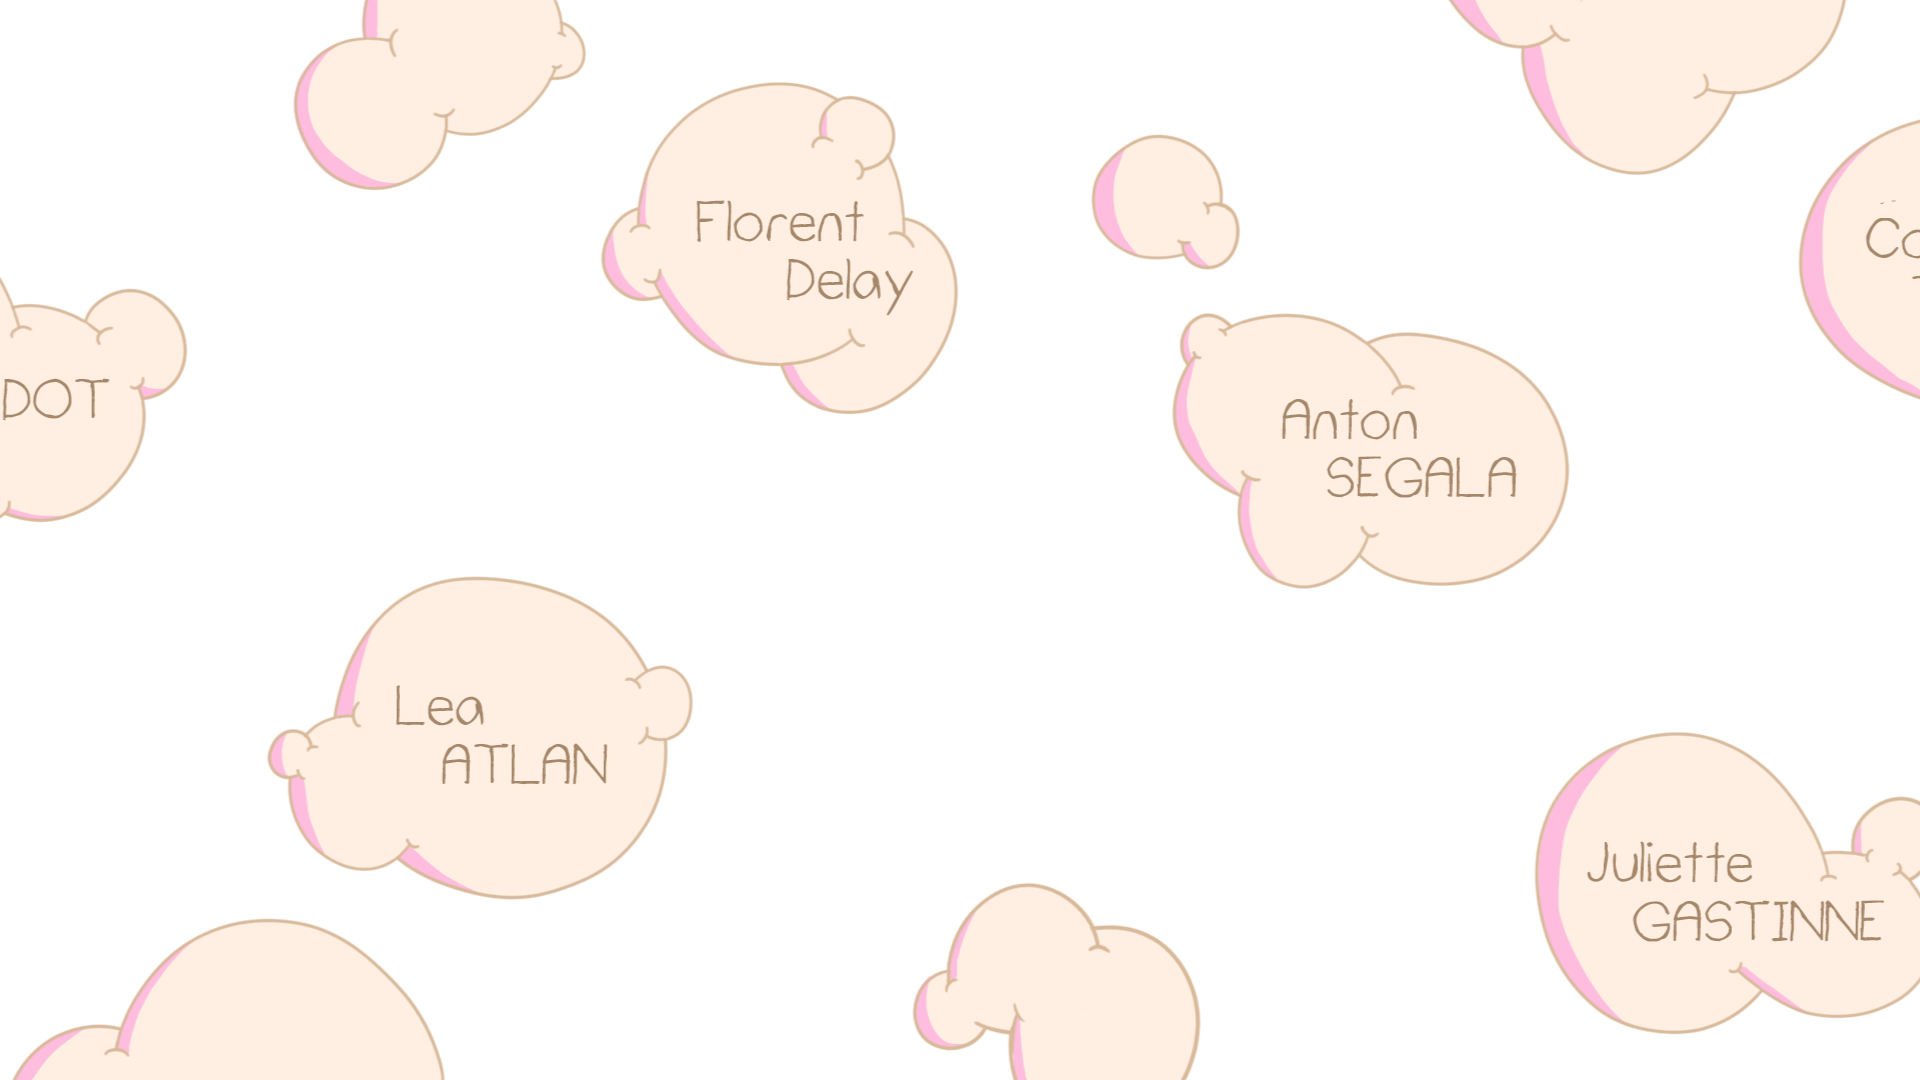 Florent
Delay
DOT
Anton
SEGALA
Lea
ATLAN
Juliette
GASTINNE